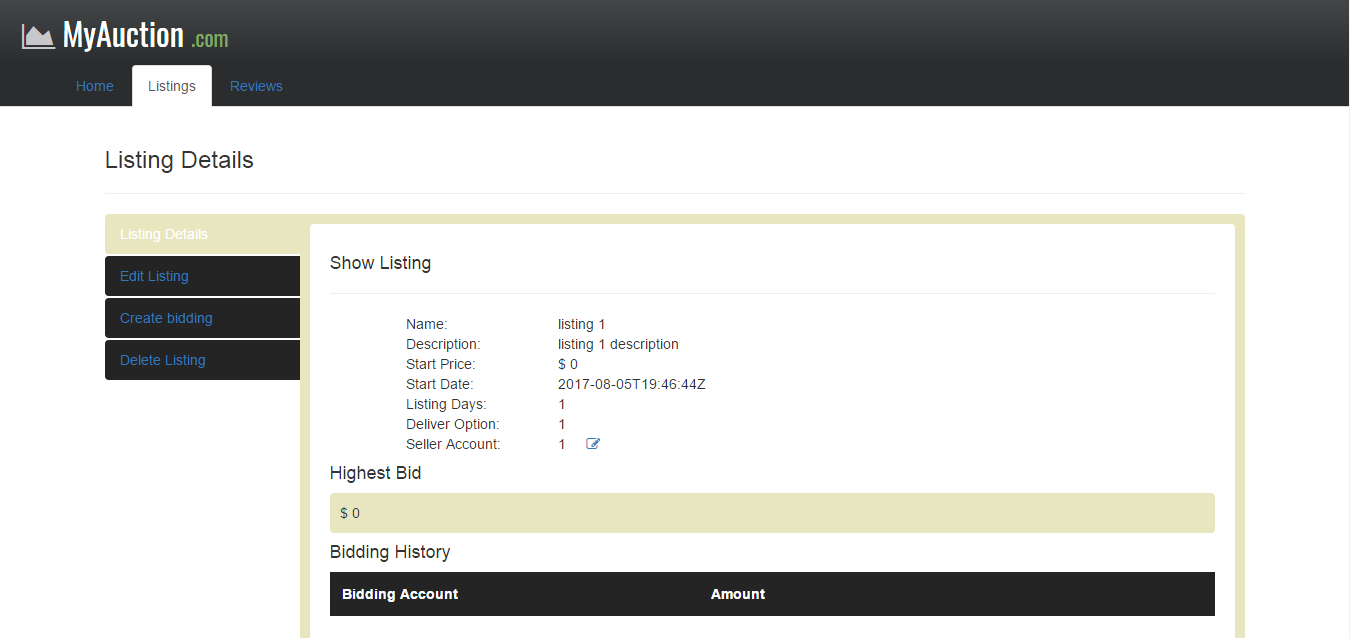 MyAuction .com
Home Listings Reviews
Listing Details
Listing Details
Edit Listing
Create bidding
Delete Listing
Show Listing
Name: listing 1
Description: listing 1 description
Start Price: $ 0
Start Date: 2017-08-05T19:46:44Z
Listing Days: 1
Deliver Option: 1
Seller Account: 1
Highest Bid
$ 0
Bidding History
Bidding Account Amount